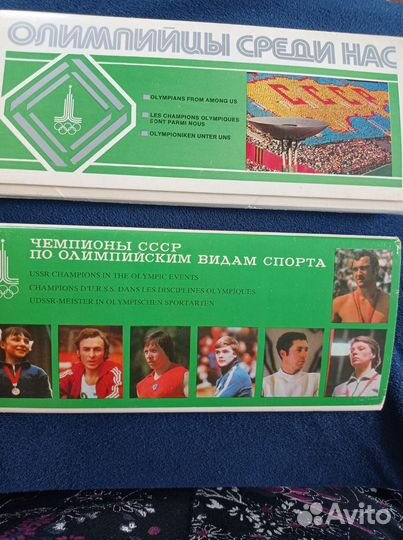 ОЛИМПИЙЦЫ СРЕДИ НАС
OLYMPIANS FROM AMONG US
LES CHAMPIONS OLYMPIQUES
SONT PARMI NOUS
OLYMPIONIKEN UNTER UNS
СССР
ЧЕМПИОНЫ СССР
ПО ОЛИМПИЙСКИМ ВИДАМ СПОРТА
USSR CHAMPIONS IN THE OLYMPIC EVENTS
CHAMPIONS D'U.R.S.S. DANS LES DISCIPLINES OLYMPIQUES
UDSSR-MEISTER IN OLYMPISCHEN SPORTARTEN
Avito